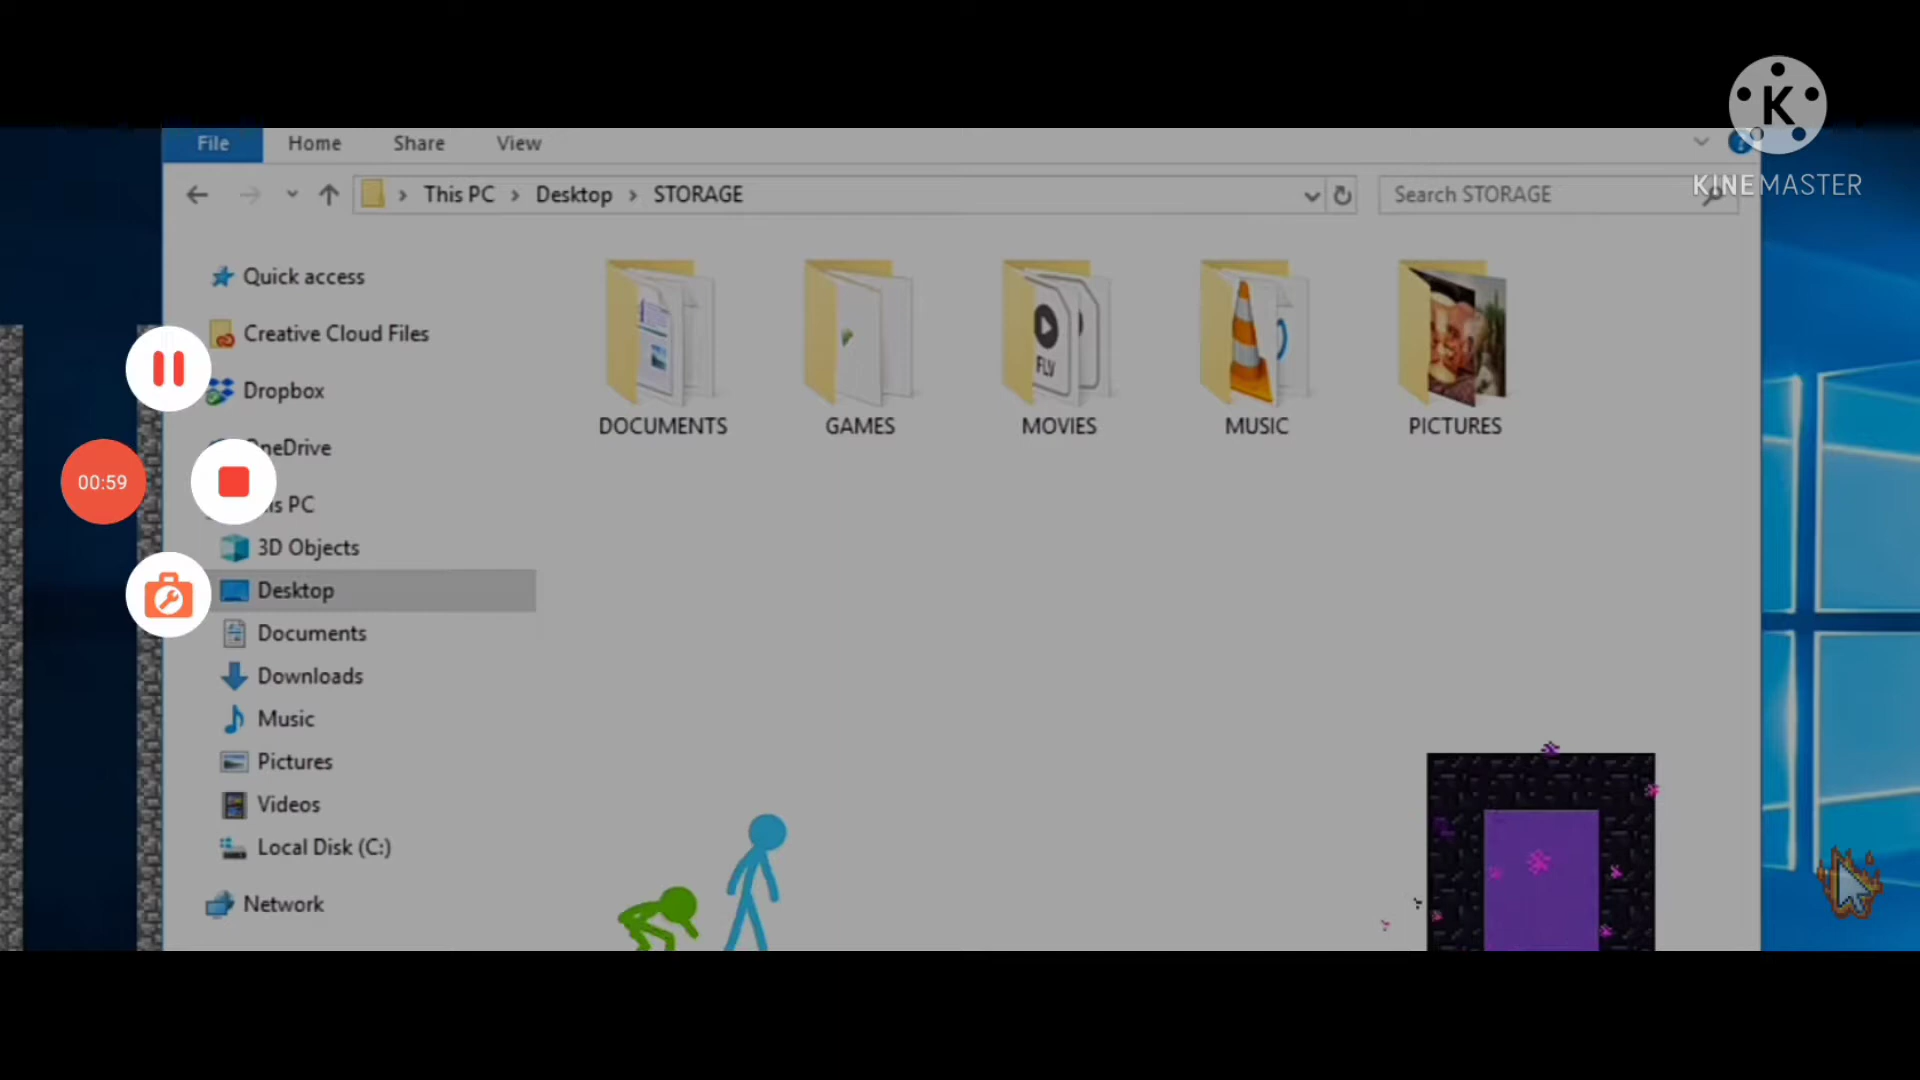 K
KINEMASTER
File Home Share View
This PC > Desktop > STORAGE
Search STORAGE
Quick access
Creative Cloud Files
Dropbox
OneDrive
This PC
3D Objects
Desktop
Documents
Downloads
Music
Pictures
Videos
Local Disk (C:)
Network
FLV
DOCUMENTS GAMES MOVIES MUSIC PICTURES
00:59